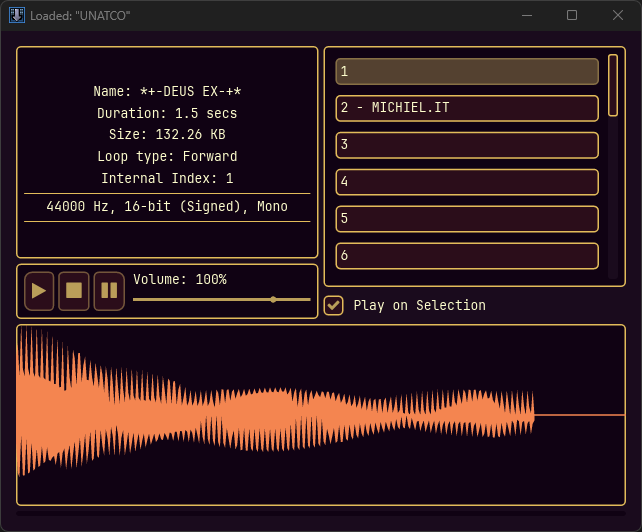 Loaded: "UNATCO"
Name: *+-DEUS EX-+*
Duration: 1.5 secs
Size: 132.26 KB
Loop type: Forward
Internal Index: 1
44000 Hz, 16-bit (Signed), Mono
Volume: 100%
1
2 - MICHIEL.IT
3
4
5
6
Play on Selection